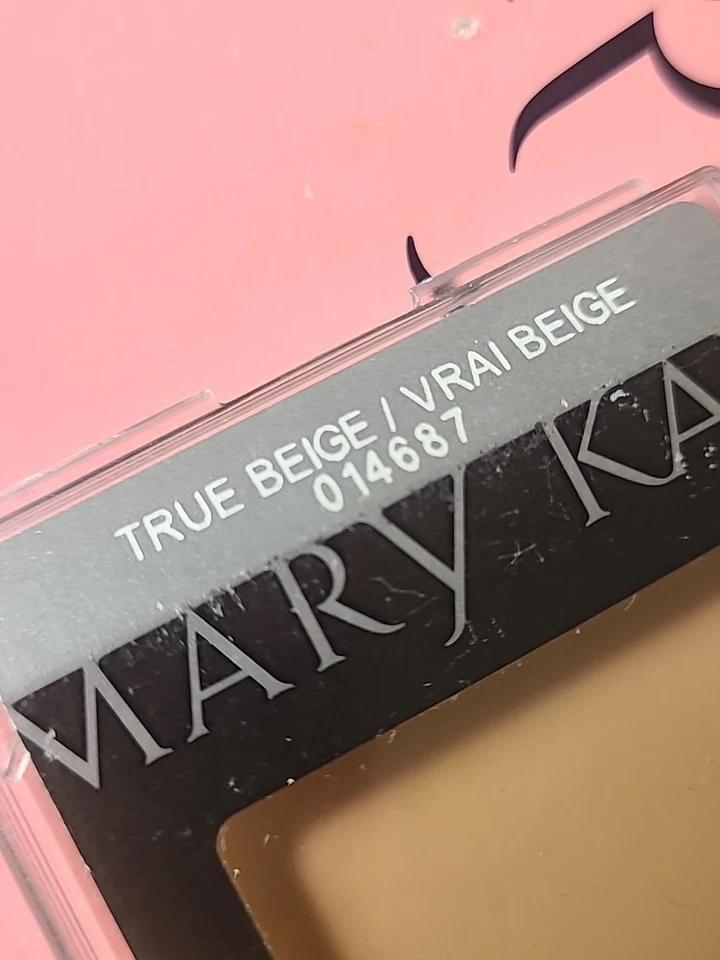 TRUE BEIGE / VRAI BEIGE
014687
MARY KA